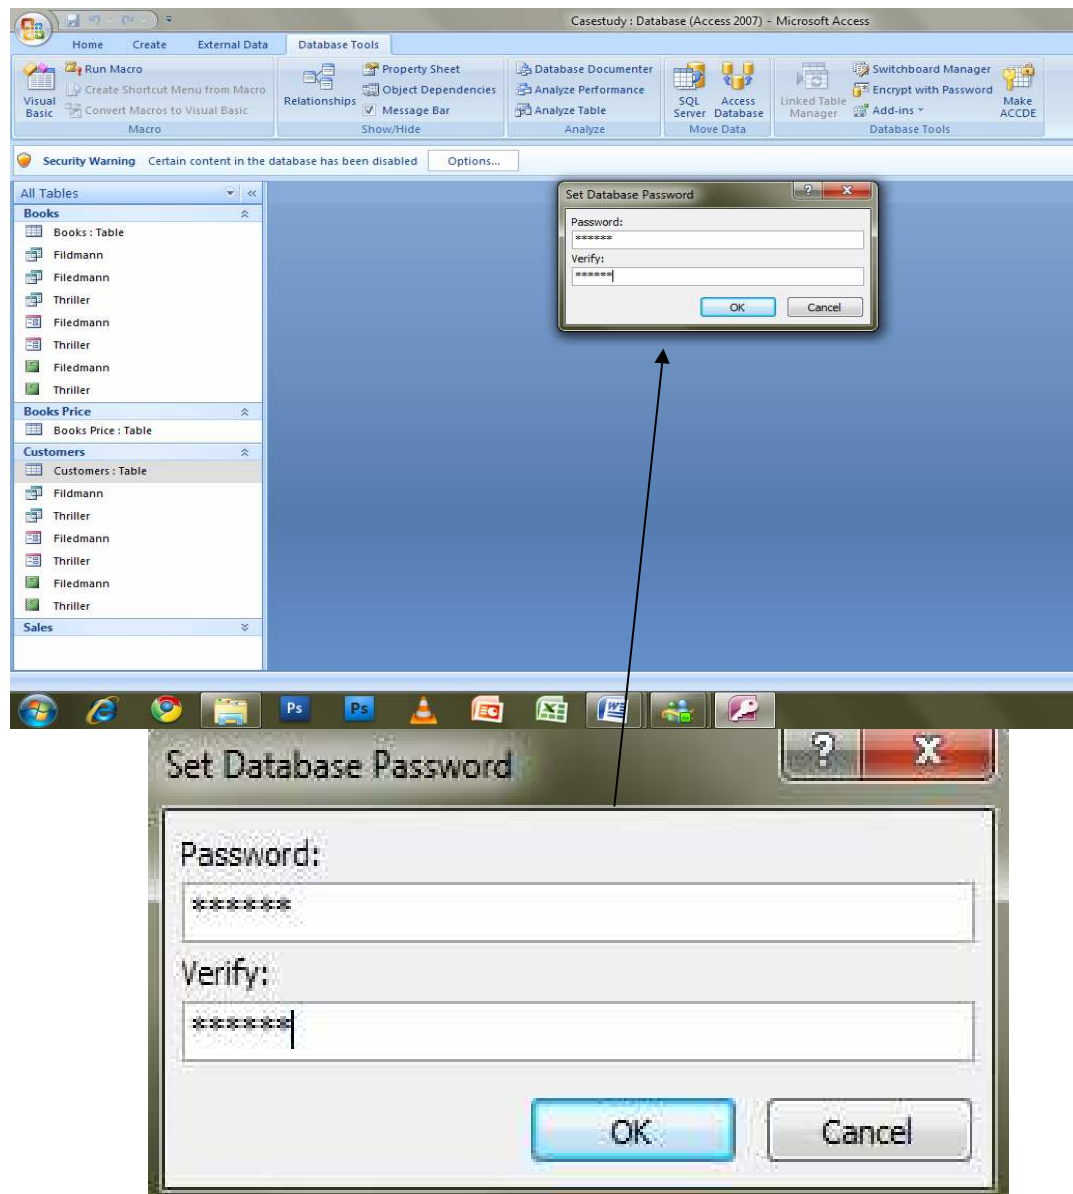 Casestudy : Database (Access 2007) - Microsoft Access
Home Create External Data Database Tools
Visual Basic
Run Macro
Create Shortcut Menu from Macro
Convert Macros to Visual Basic
Macro
Relationships
Property Sheet
Object Dependencies
Message Bar
Show/Hide
Database Documenter
Analyze Performance
Analyze Table
Analyze
SQL Server
Access Database
Move Data
Linked Table Manager
Switchboard Manager
Encrypt with Password
Add-ins
Make ACCDE
Database Tools
Security Warning Certain content in the database has been disabled Options...
All Tables
Books
Books : Table
Fildmann
Filedmann
Thriller
Filedmann
Thriller
Filedmann
Thriller
Books Price
Books Price : Table
Customers
Customers : Table
Fildmann
Thriller
Filedmann
Thriller
Filedmann
Thriller
Sales
Set Database Password
? X
Password:
******
Verify:
******
OK Cancel
Ps Ps
Set Database Password
? X
Password:
******
Verify:
******
OK Cancel